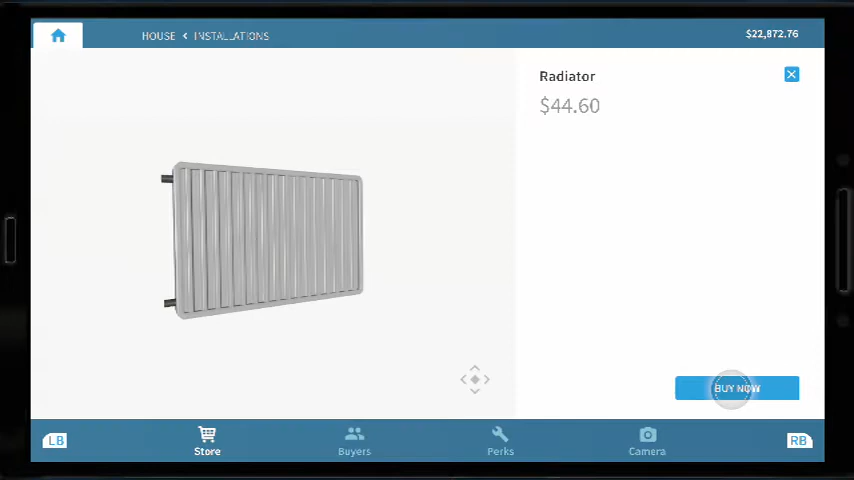 HOUSE < INSTALLATIONS
$22,872.76
Radiator
$44.60
BUY NOW
LB
Store
Buyers
Perks
Camera
RB